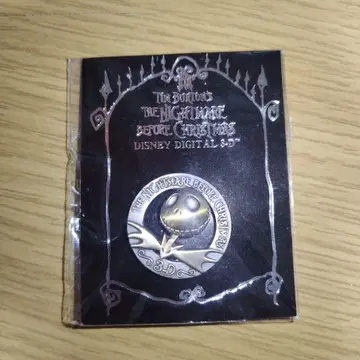 TIM BURTON'S
THE NIGHTMARE
BEFORE CHRISTMAS
DISNEY DIGITAL 3-D™
THE NIGHTMARE BEFORE CHRISTMAS
3-D